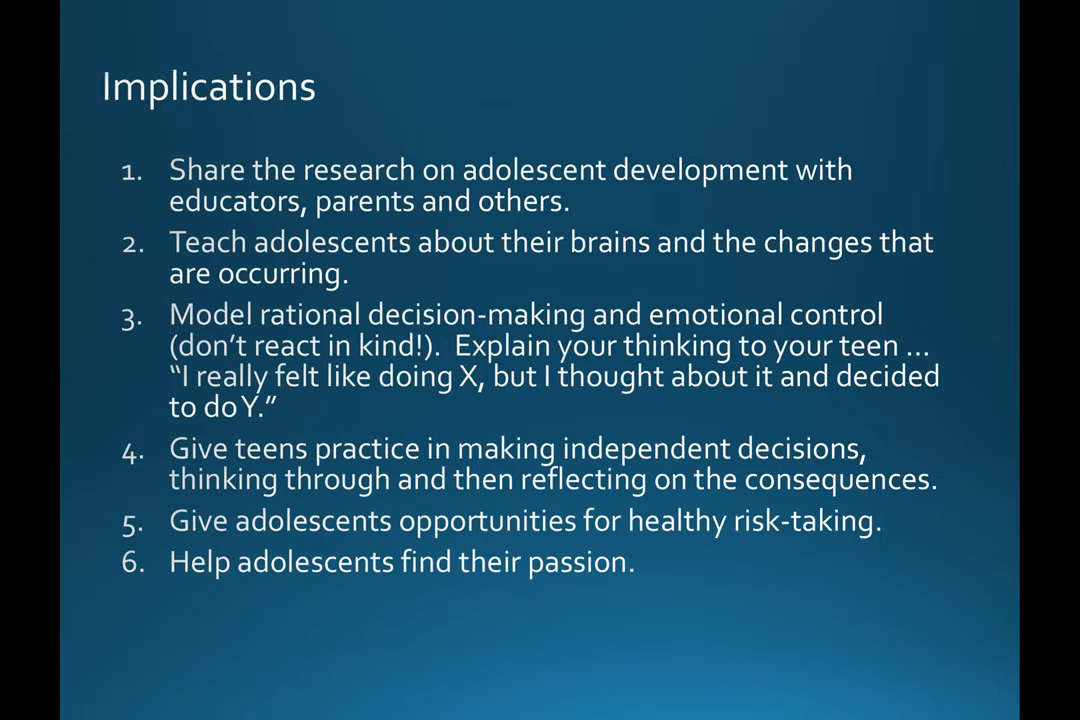 Implications
1. Share the research on adolescent development with
educators, parents and others.
2. Teach adolescents about their brains and the changes that
are occurring.
3. Model rational decision-making and emotional control
(don’t react in kind!).  Explain your thinking to your teen ...
“I really felt like doing X, but I thought about it and decided
to do Y.”
4. Give teens practice in making independent decisions,
thinking through and then reflecting on the consequences.
5. Give adolescents opportunities for healthy risk-taking.
6. Help adolescents find their passion.